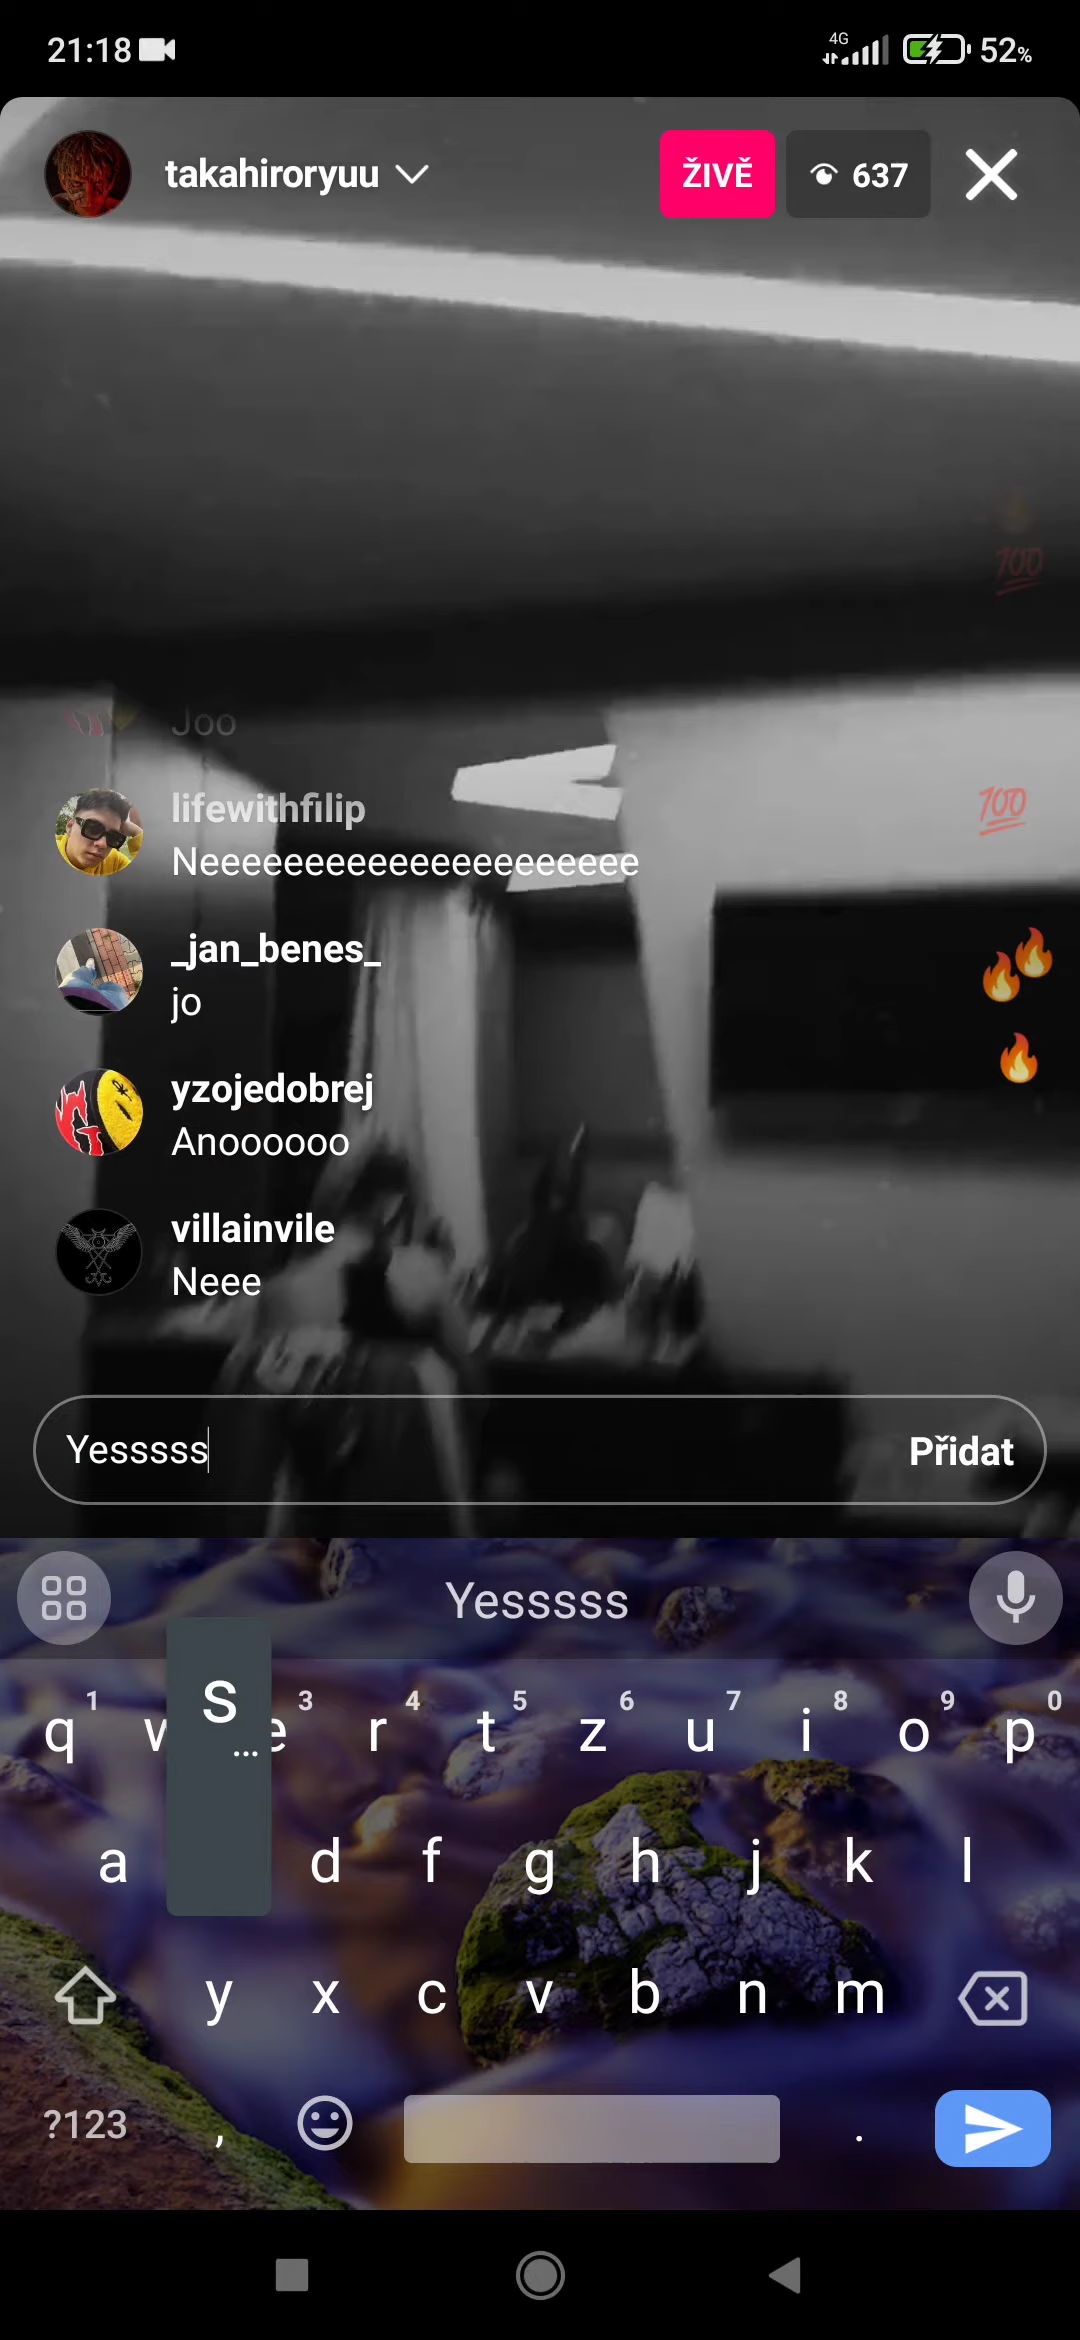 21:18
4G
52%
takahiroryuu
ŽIVĚ
637
Joo
lifewithfilip
Neeeeeeeeeeeeeeeeeeeee
_jan_benes_
jo
yzojedobrej
Anoooooo
villainvile
Neee
Yesssss
Přidat
Yesssss
1 3 4 5 6 7 8 9 0
q w e r t z u i o p
s
...
a d f g h j k l
y x c v b n m
?123 , .